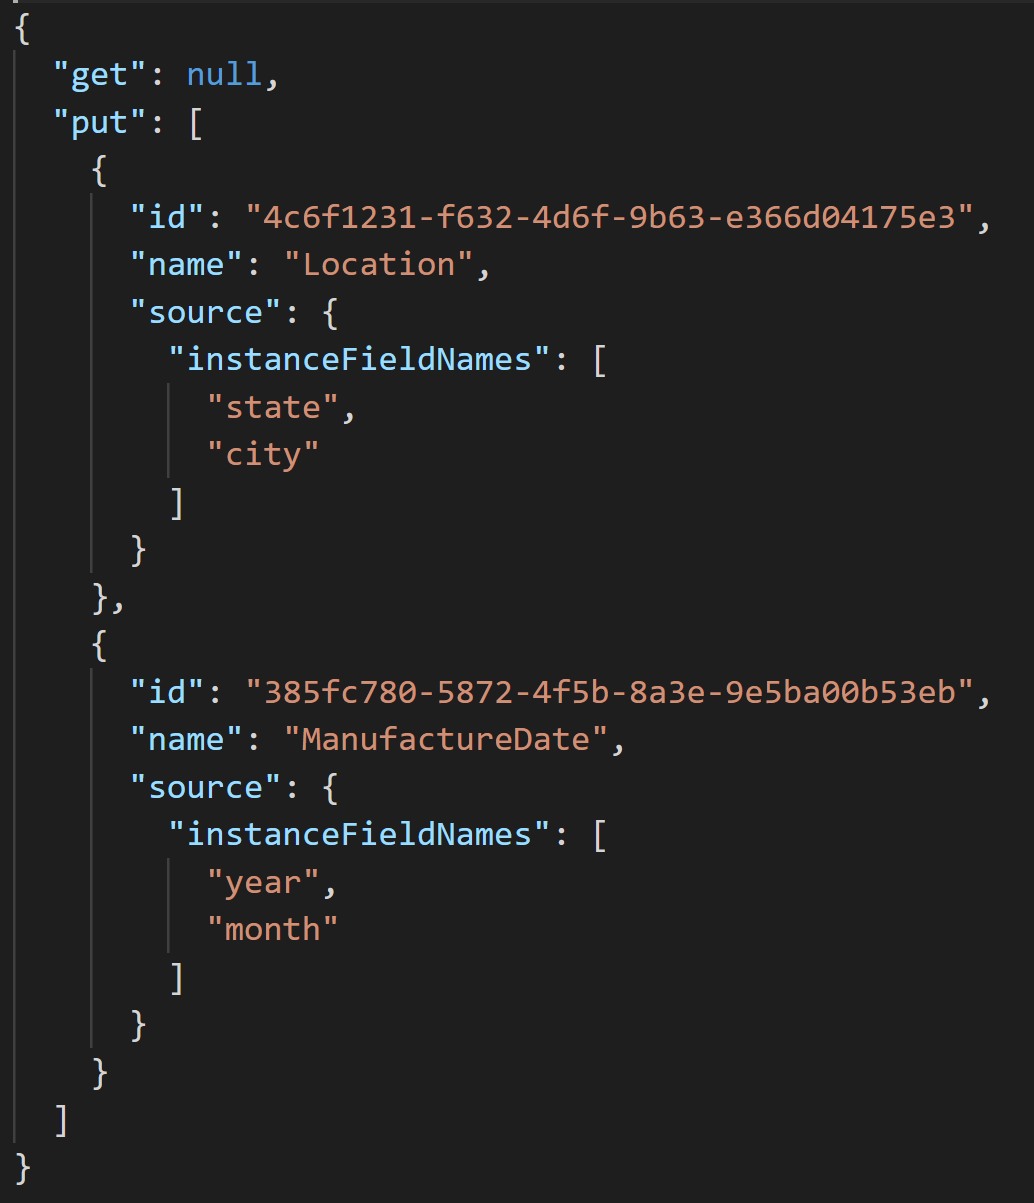 {
  "get": null,
  "put": [
    {
      "id": "4c6f1231-f632-4d6f-9b63-e366d04175e3",
      "name": "Location",
      "source": {
        "instanceFieldNames": [
          "state",
          "city"
        ]
      }
    },
    {
      "id": "385fc780-5872-4f5b-8a3e-9e5ba00b53eb",
      "name": "ManufactureDate",
      "source": {
        "instanceFieldNames": [
          "year",
          "month"
        ]
      }
    }
  ]
}